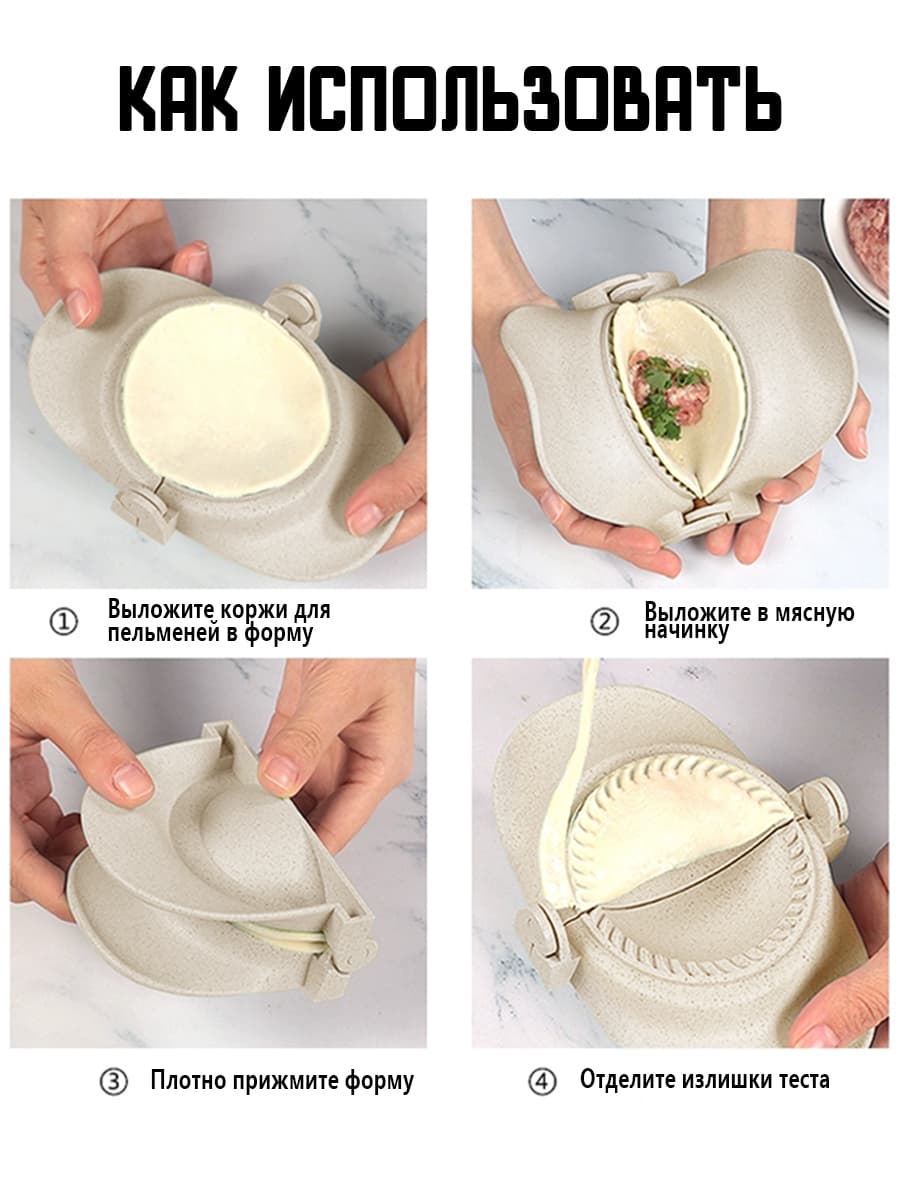 КАК ИСПОЛЬЗОВАТЬ
① Выложите коржи для
пельменей в форму
② Выложите в мясную
начинку
③ Плотно прижмите форму
④ Отделите излишки теста